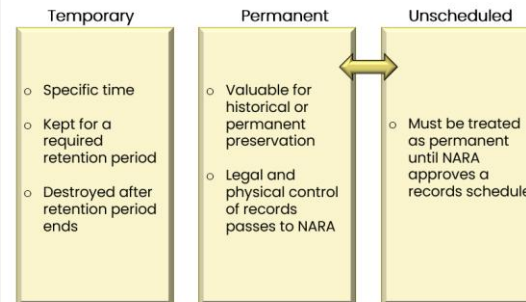 Temporary
Specific time
Kept for a
required
retention period
Destroyed after
retention period
ends
Permanent
Valuable for
historical or
permanent
preservation
Legal and
physical control
of records
passes to NARA
Unscheduled
Must be treated
as permanent
until NARA
approves a
records schedule